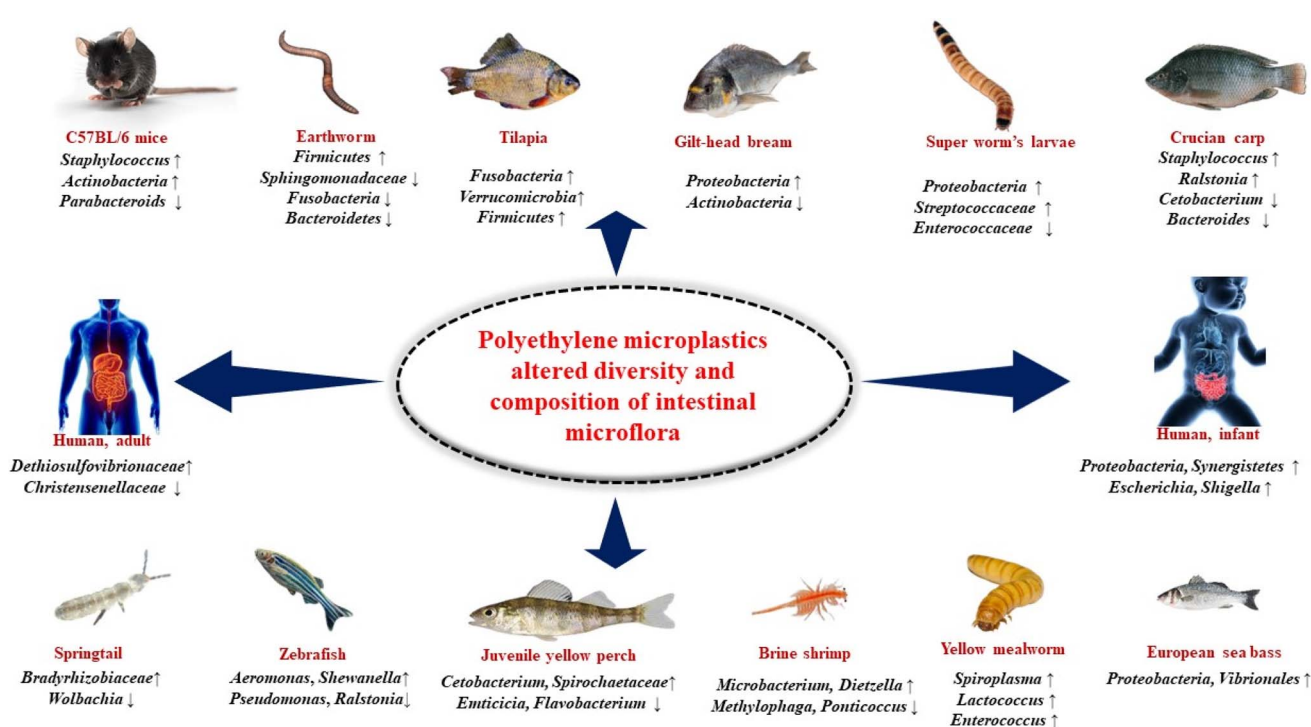 C57BL/6 mice
Staphylococcus ↑
Actinobacteria ↑
Parabacteroids ↓
Earthworm
Firmicutes ↑
Sphingomonadaceae ↓
Fusobacteria ↓
Bacteroidetes ↓
Tilapia
Fusobacteria ↑
Verrucomicrobia↑
Firmicutes ↑
Gilt-head bream
Proteobacteria ↑
Actinobacteria ↓
Super worm's larvae
Proteobacteria ↑
Streptococcaceae ↑
Enterococcaceae ↓
Crucian carp
Staphylococcus ↑
Ralstonia ↑
Cetobacterium ↓
Bacteroides ↓
Polyethylene microplastics
altered diversity and
composition of intestinal
microflora
Human, adult
Dethiosulfovibrionaceae↑
Christensenellaceae ↓
Human, infant
Proteobacteria, Synergistetes ↑
Escherichia, Shigella ↑
Springtail
Bradyrhizobiaceae↑
Wolbachia ↓
Zebrafish
Aeromonas, Shewanella↑
Pseudomonas, Ralstonia↓
Juvenile yellow perch
Cetobacterium, Spirochaetaceae↑
Emticicia, Flavobacterium ↓
Brine shrimp
Microbacterium, Dietzella ↑
Methylophaga, Ponticoccus ↓
Yellow mealworm
Spiroplasma ↑
Lactococcus ↑
Enterococcus ↑
European sea bass
Proteobacteria, Vibrionales ↑